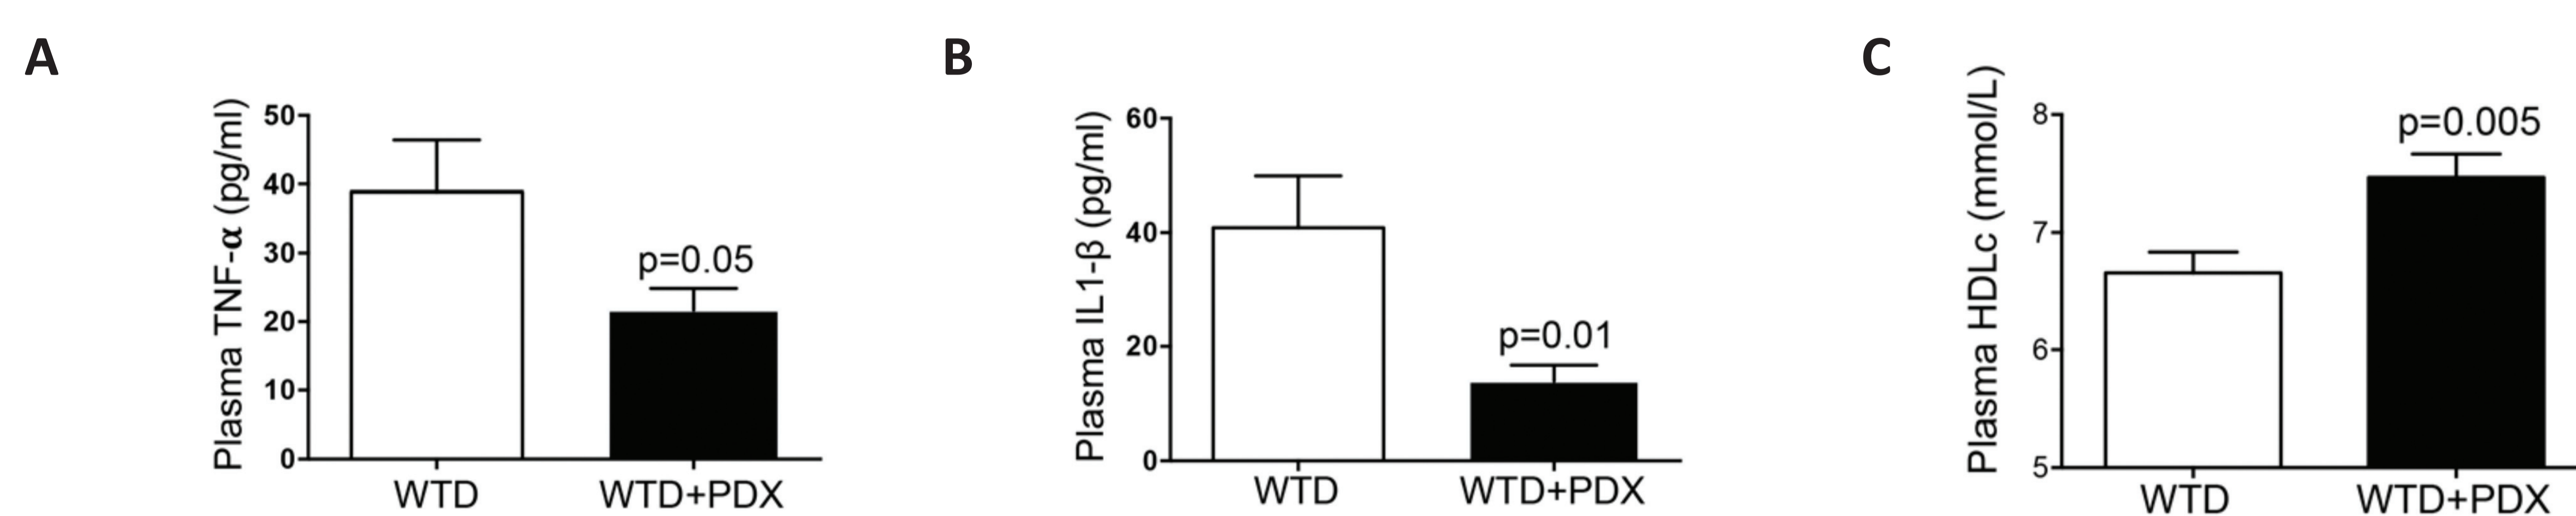 A
Plasma TNF-α (pg/ml)
50
40
30
20
10
0
p=0.05
WTD
WTD+PDX
B
Plasma IL1-β (pg/ml)
60
40
20
0
p=0.01
WTD
WTD+PDX
C
Plasma HDLc (mmol/L)
8
7
6
5
p=0.005
WTD
WTD+PDX